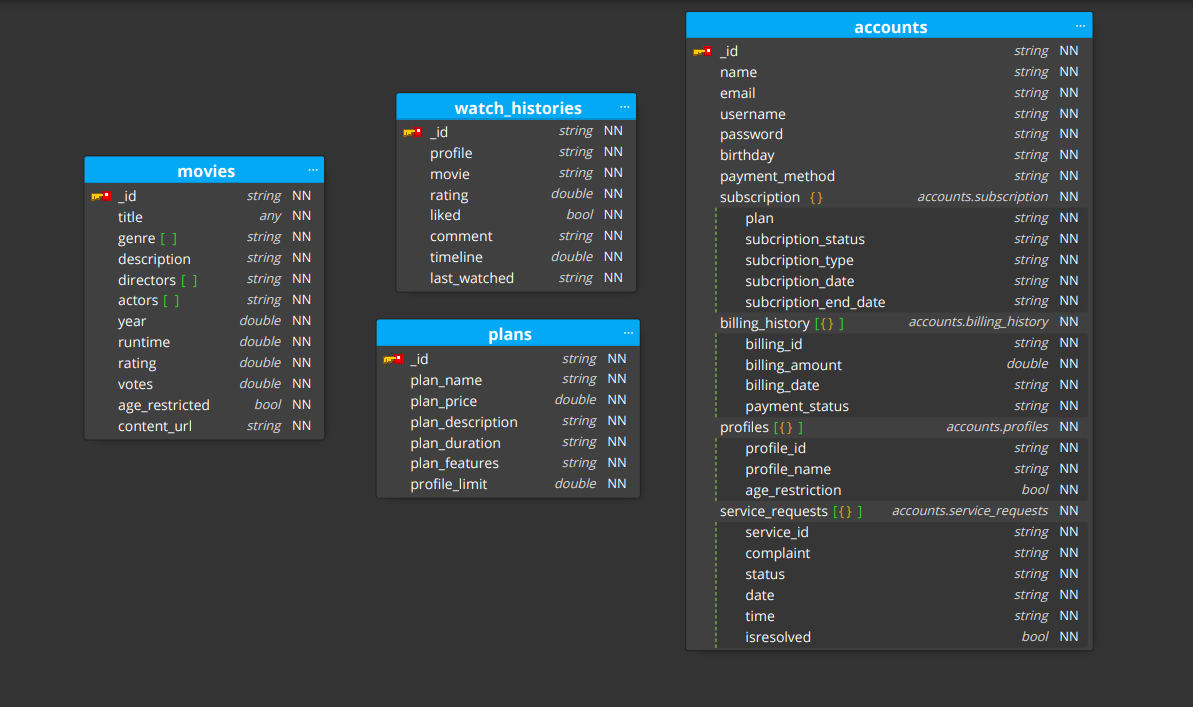 movies ...
_id string NN
title any NN
genre [ ] string NN
description string NN
directors [ ] string NN
actors [ ] string NN
year double NN
runtime double NN
rating double NN
votes double NN
age_restricted bool NN
content_url string NN
watch_histories ...
_id string NN
profile string NN
movie string NN
rating double NN
liked bool NN
comment string NN
timeline double NN
last_watched string NN
plans ...
_id string NN
plan_name string NN
plan_price double NN
plan_description string NN
plan_duration string NN
plan_features string NN
profile_limit double NN
accounts ...
_id string NN
name string NN
email string NN
username string NN
password string NN
birthday string NN
payment_method string NN
subscription {} accounts.subscription NN
plan string NN
subcription_status string NN
subcription_type string NN
subcription_date string NN
subcription_end_date string NN
billing_history [{} ] accounts.billing_history NN
billing_id string NN
billing_amount double NN
billing_date string NN
payment_status string NN
profiles [{} ] accounts.profiles NN
profile_id string NN
profile_name string NN
age_restriction bool NN
service_requests [{} ] accounts.service_requests NN
service_id string NN
complaint string NN
status string NN
date string NN
time string NN
isresolved bool NN